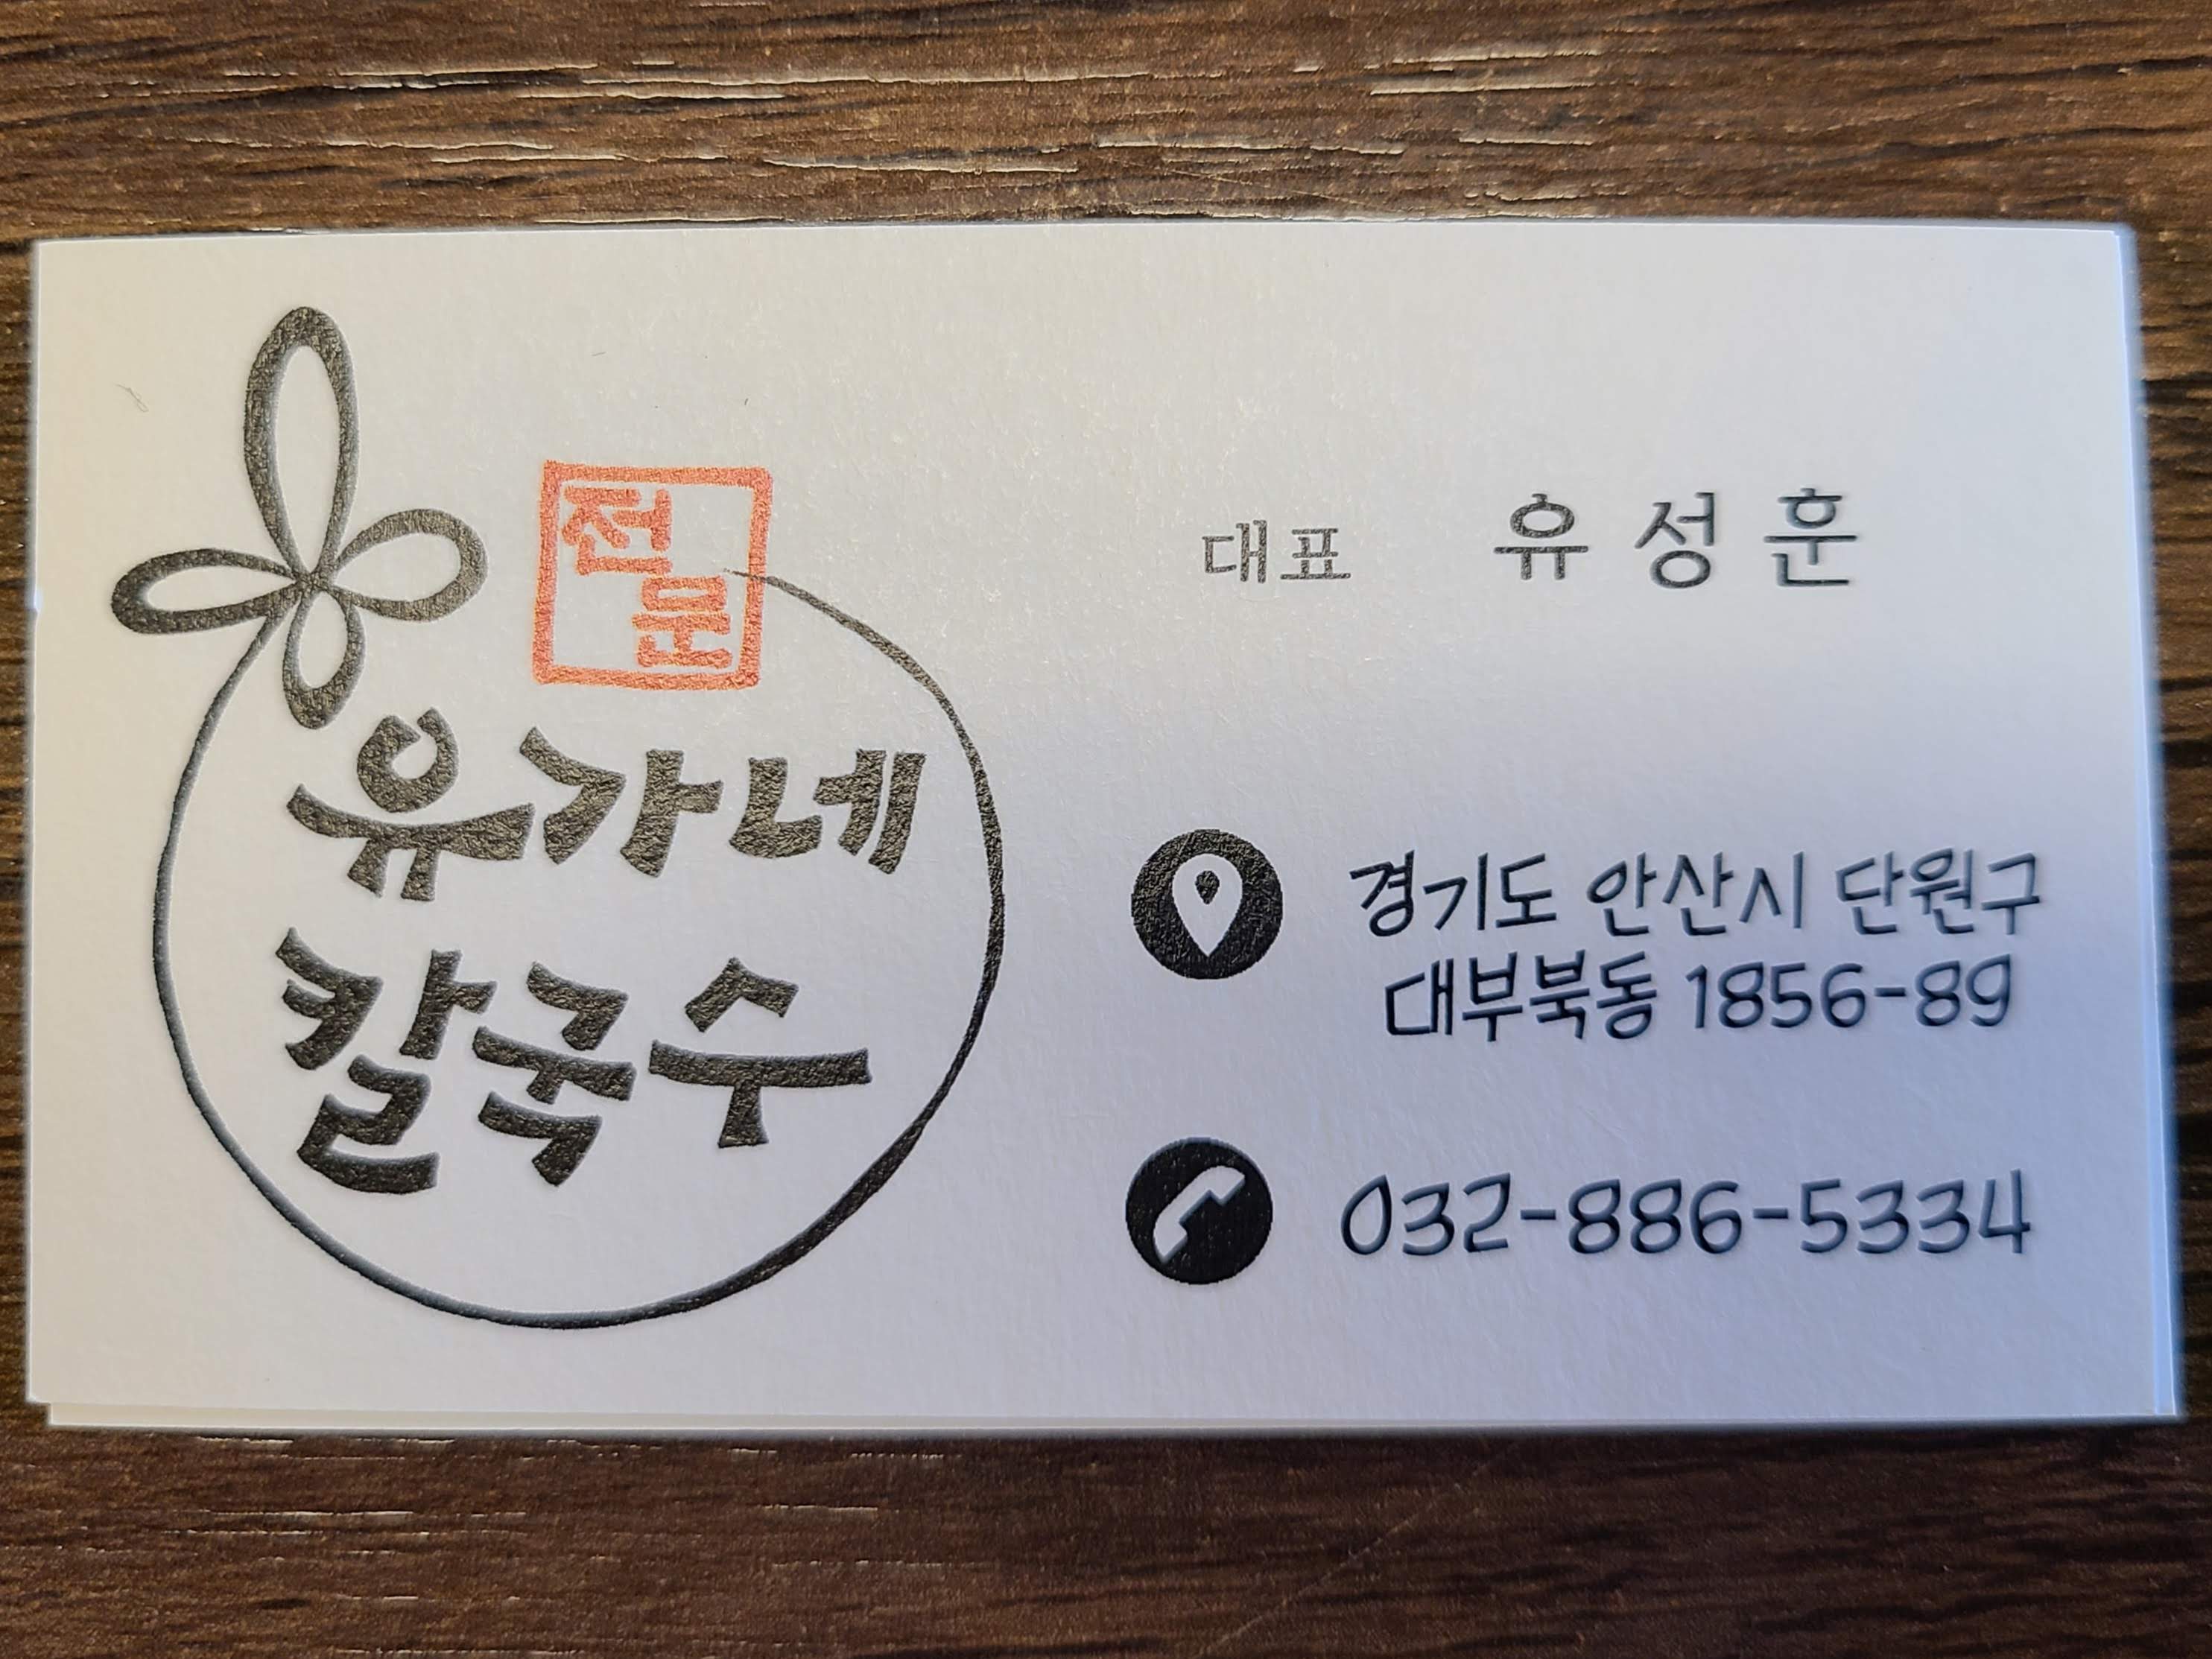 전문
유가네
칼국수
대표 유성훈
경기도 안산시 단원구
대부북동 1856-89
032-886-5334